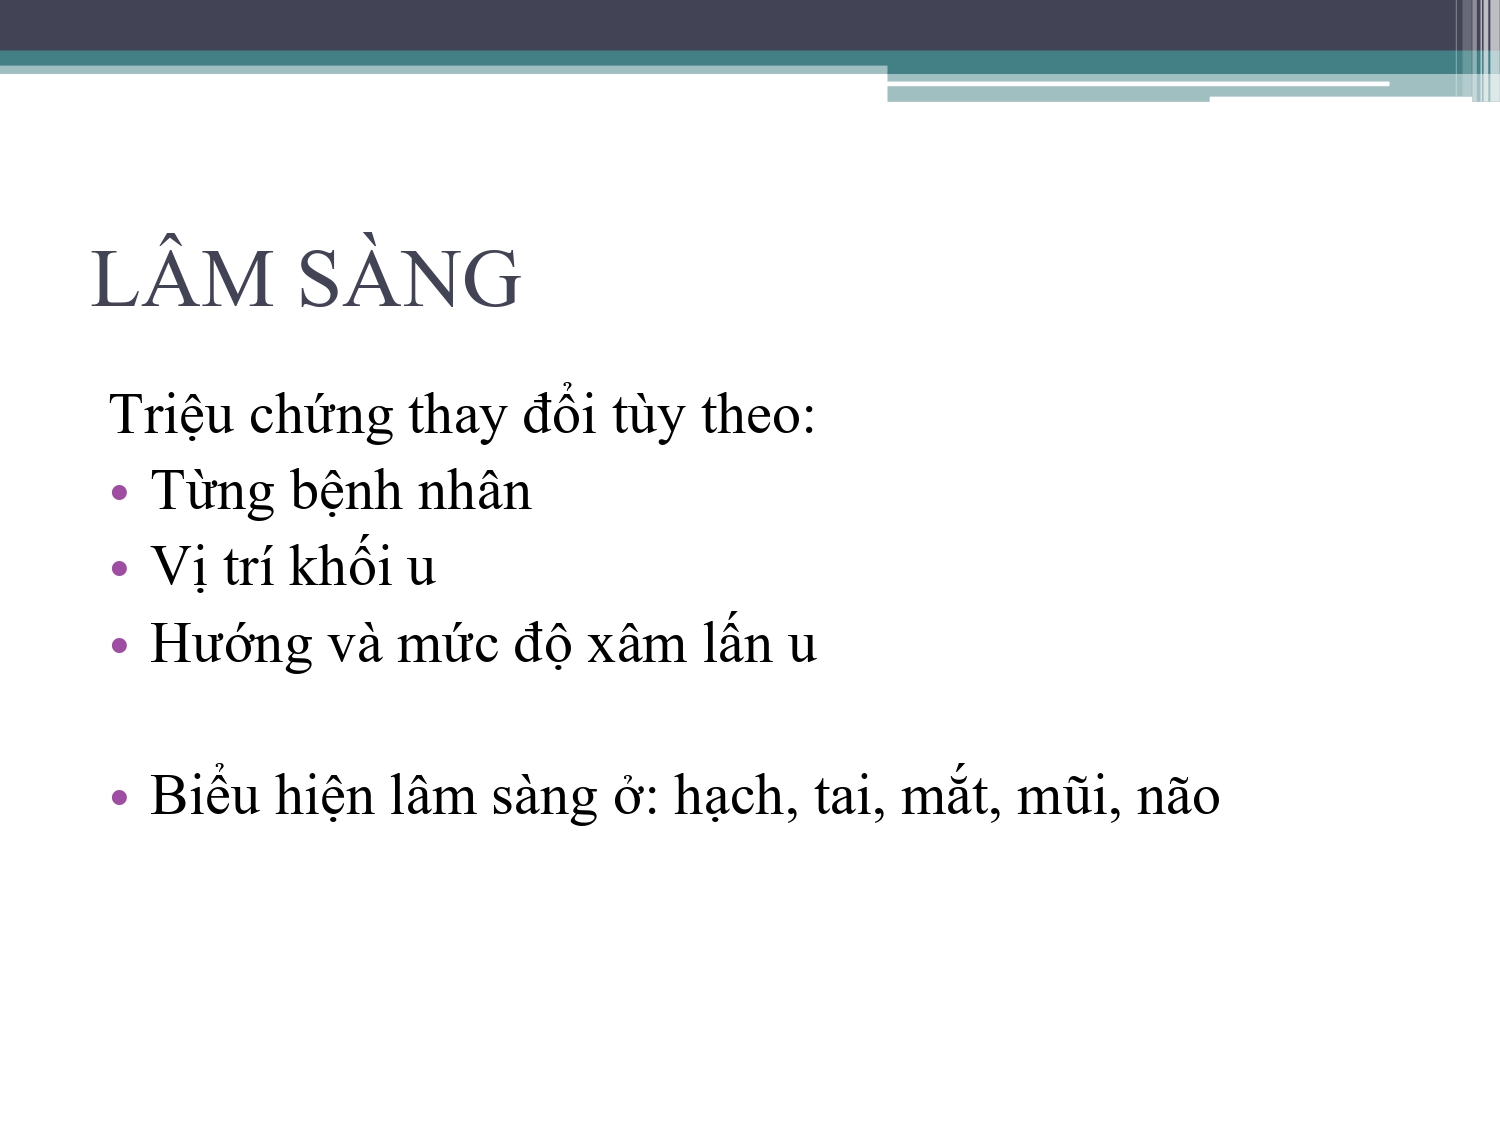 LÂM SÀNG
Triệu chứng thay đổi tùy theo:
• Từng bệnh nhân
• Vị trí khối u
• Hướng và mức độ xâm lấn u
• Biểu hiện lâm sàng ở: hạch, tai, mắt, mũi, não